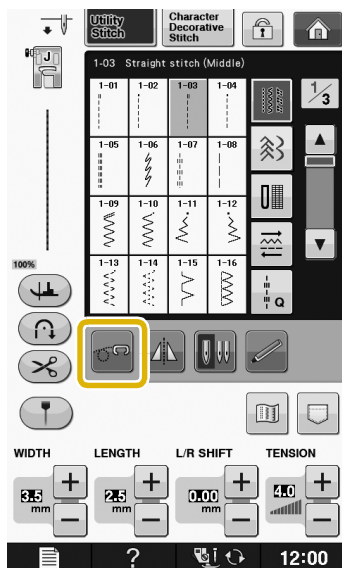 Utility Stitch
Character Decorative Stitch
J
1-03 Straight stitch (Middle)
1/3
1-01 1-02 1-03 1-04
1-05 1-06 1-07 1-08
1-09 1-10 1-11 1-12
1-13 1-14 1-15 1-16
Q
100%
WIDTH LENGTH L/R SHIFT TENSION
3.5 mm 2.5 mm 0.00 mm 4.0
+ + + +
− − − −
? 12:00